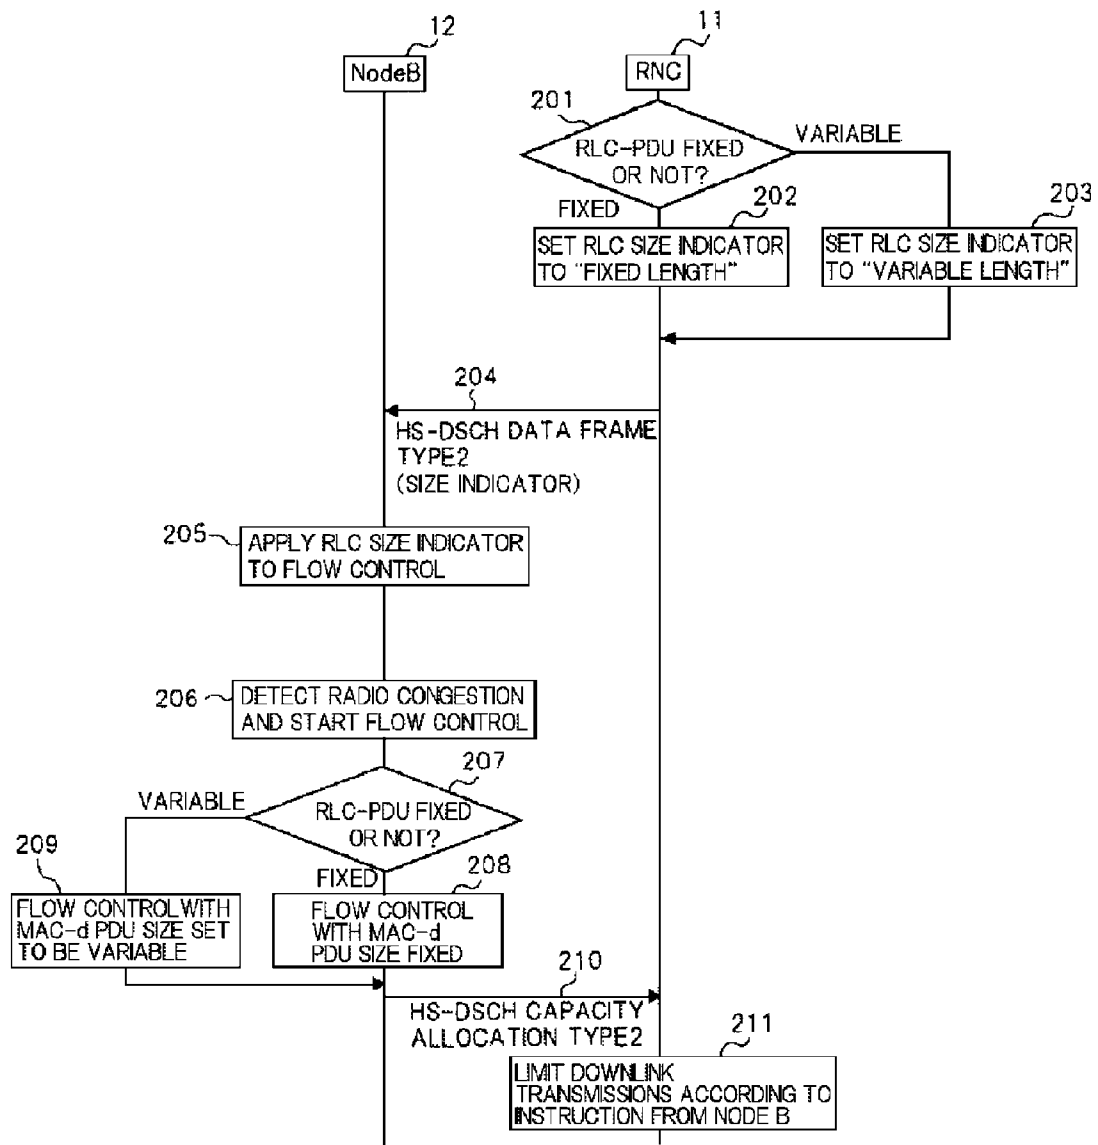 12
11
NodeB
RNC
201
RLC-PDU FIXED
OR NOT?
VARIABLE
FIXED
202
203
SET RLC SIZE INDICATOR
TO "FIXED LENGTH"
SET RLC SIZE INDICATOR
TO "VARIABLE LENGTH"
204
HS-DSCH DATA FRAME
TYPE2
(SIZE INDICATOR)
205
APPLY RLC SIZE INDICATOR
TO FLOW CONTROL
206
DETECT RADIO CONGESTION
AND START FLOW CONTROL
207
VARIABLE
RLC-PDU FIXED
OR NOT?
209
FIXED
208
FLOW CONTROL WITH
MAC-d PDU SIZE SET
TO BE VARIABLE
FLOW CONTROL
WITH MAC-d
PDU SIZE FIXED
210
HS-DSCH CAPACITY
ALLOCATION TYPE2
211
LIMIT DOWNLINK
TRANSMISSIONS ACCORDING TO
INSTRUCTION FROM NODE B